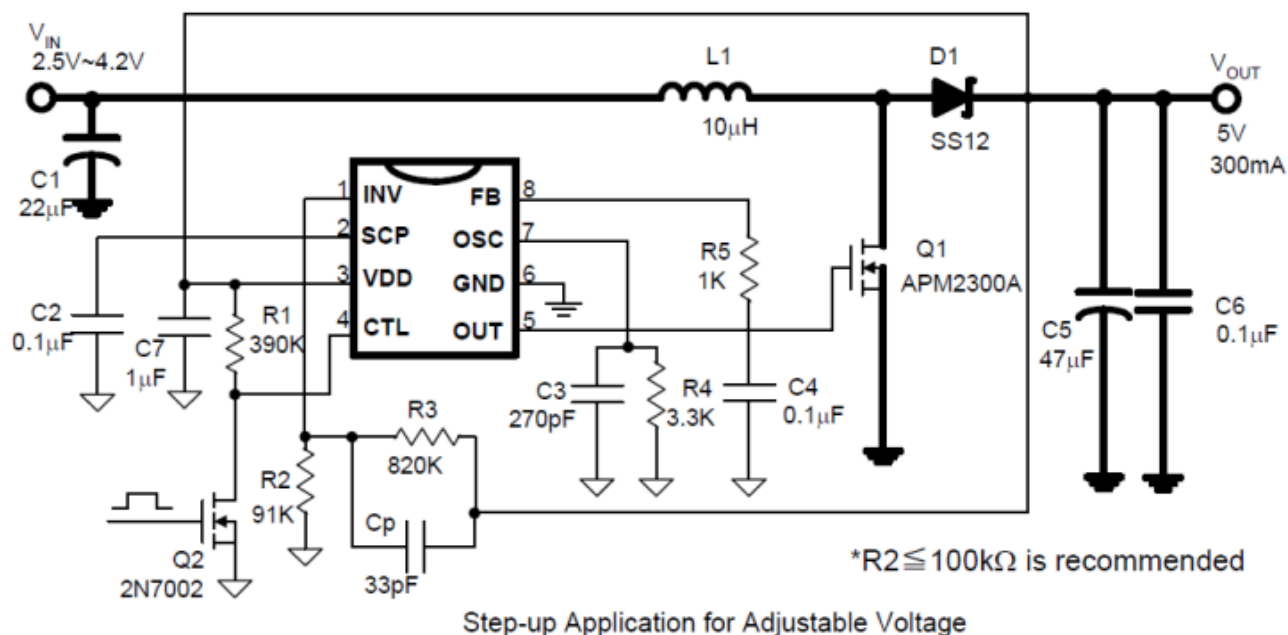 V_IN
2.5V~4.2V
L1
10μH
D1
SS12
V_OUT
5V
300mA
C1
22μF
1 INV
2 SCP
3 VDD
4 CTL
FB 8
OSC 7
GND 6
OUT 5
R5
1K
Q1
APM2300A
C2
0.1μF
C7
1μF
R1
390K
C3
270pF
R4
3.3K
C4
0.1μF
C5
47μF
C6
0.1μF
R3
820K
R2
91K
Cp
33pF
Q2
2N7002
*R2≦100kΩ is recommended
Step-up Application for Adjustable Voltage